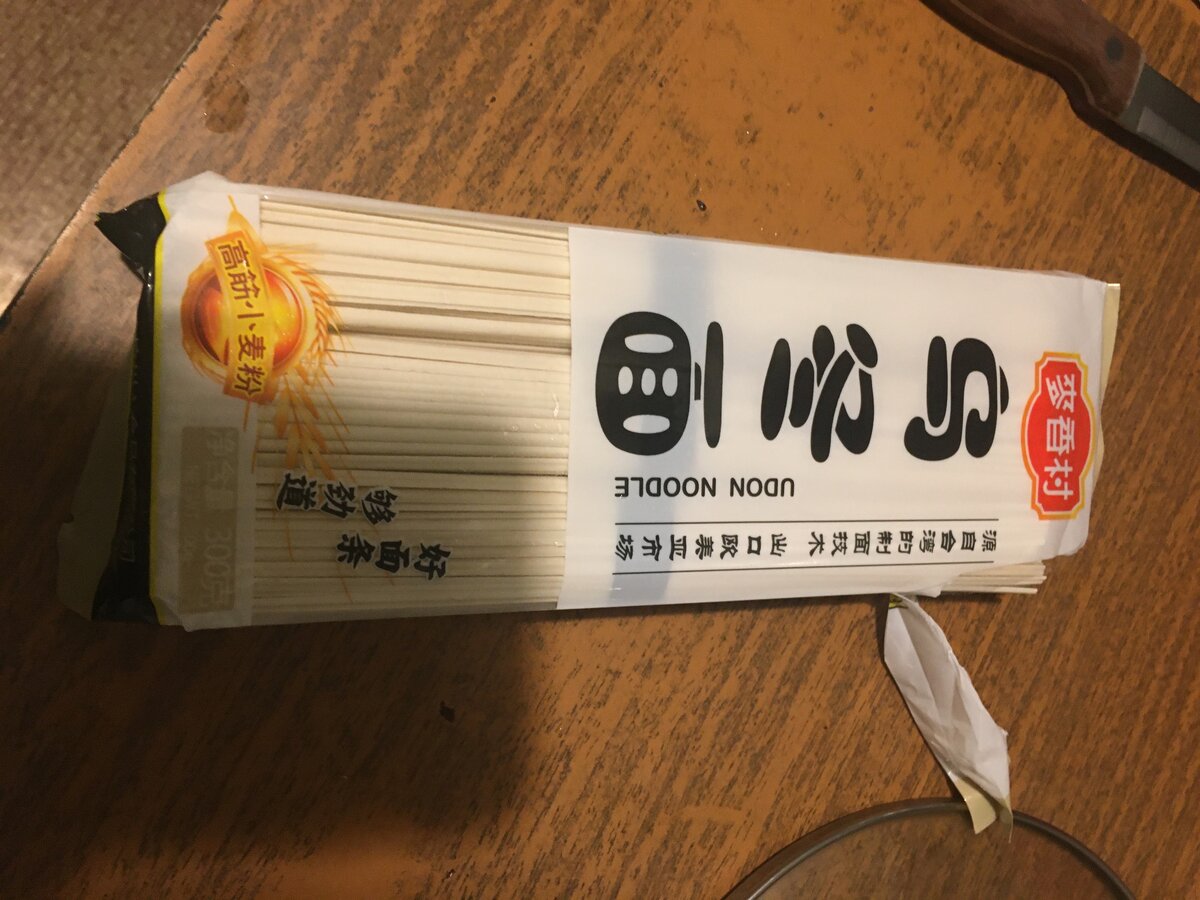 麥香村
乌冬面
UDON NOODLE
源自台湾的制面技术 出口欧美亚市场
好面条
够劲道
高筋小麦粉